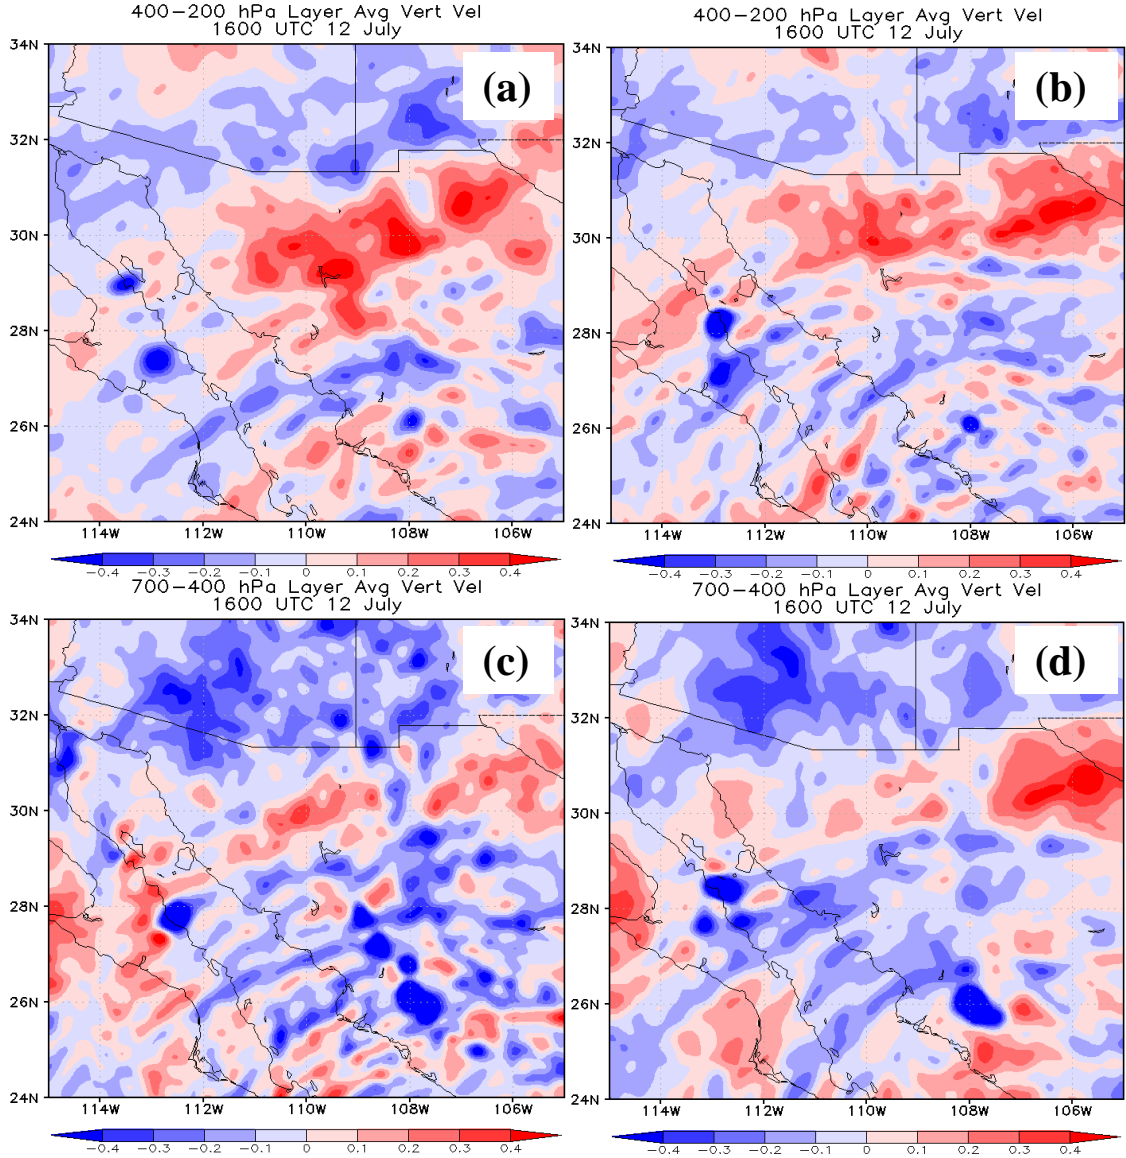 400-200 hPa Layer Avg Vert Vel
1600 UTC 12 July
(a)
34N
32N
30N
28N
26N
24N
114W 112W 110W 108W 106W
-0.4 -0.3 -0.2 -0.1 0 0.1 0.2 0.3 0.4
400-200 hPa Layer Avg Vert Vel
1600 UTC 12 July
(b)
34N
32N
30N
28N
26N
24N
114W 112W 110W 108W 106W
-0.4 -0.3 -0.2 -0.1 0 0.1 0.2 0.3 0.4
700-400 hPa Layer Avg Vert Vel
1600 UTC 12 July
(c)
34N
32N
30N
28N
26N
24N
114W 112W 110W 108W 106W
-0.4 -0.3 -0.2 -0.1 0 0.1 0.2 0.3 0.4
700-400 hPa Layer Avg Vert Vel
1600 UTC 12 July
(d)
34N
32N
30N
28N
26N
24N
114W 112W 110W 108W 106W
-0.4 -0.3 -0.2 -0.1 0 0.1 0.2 0.3 0.4